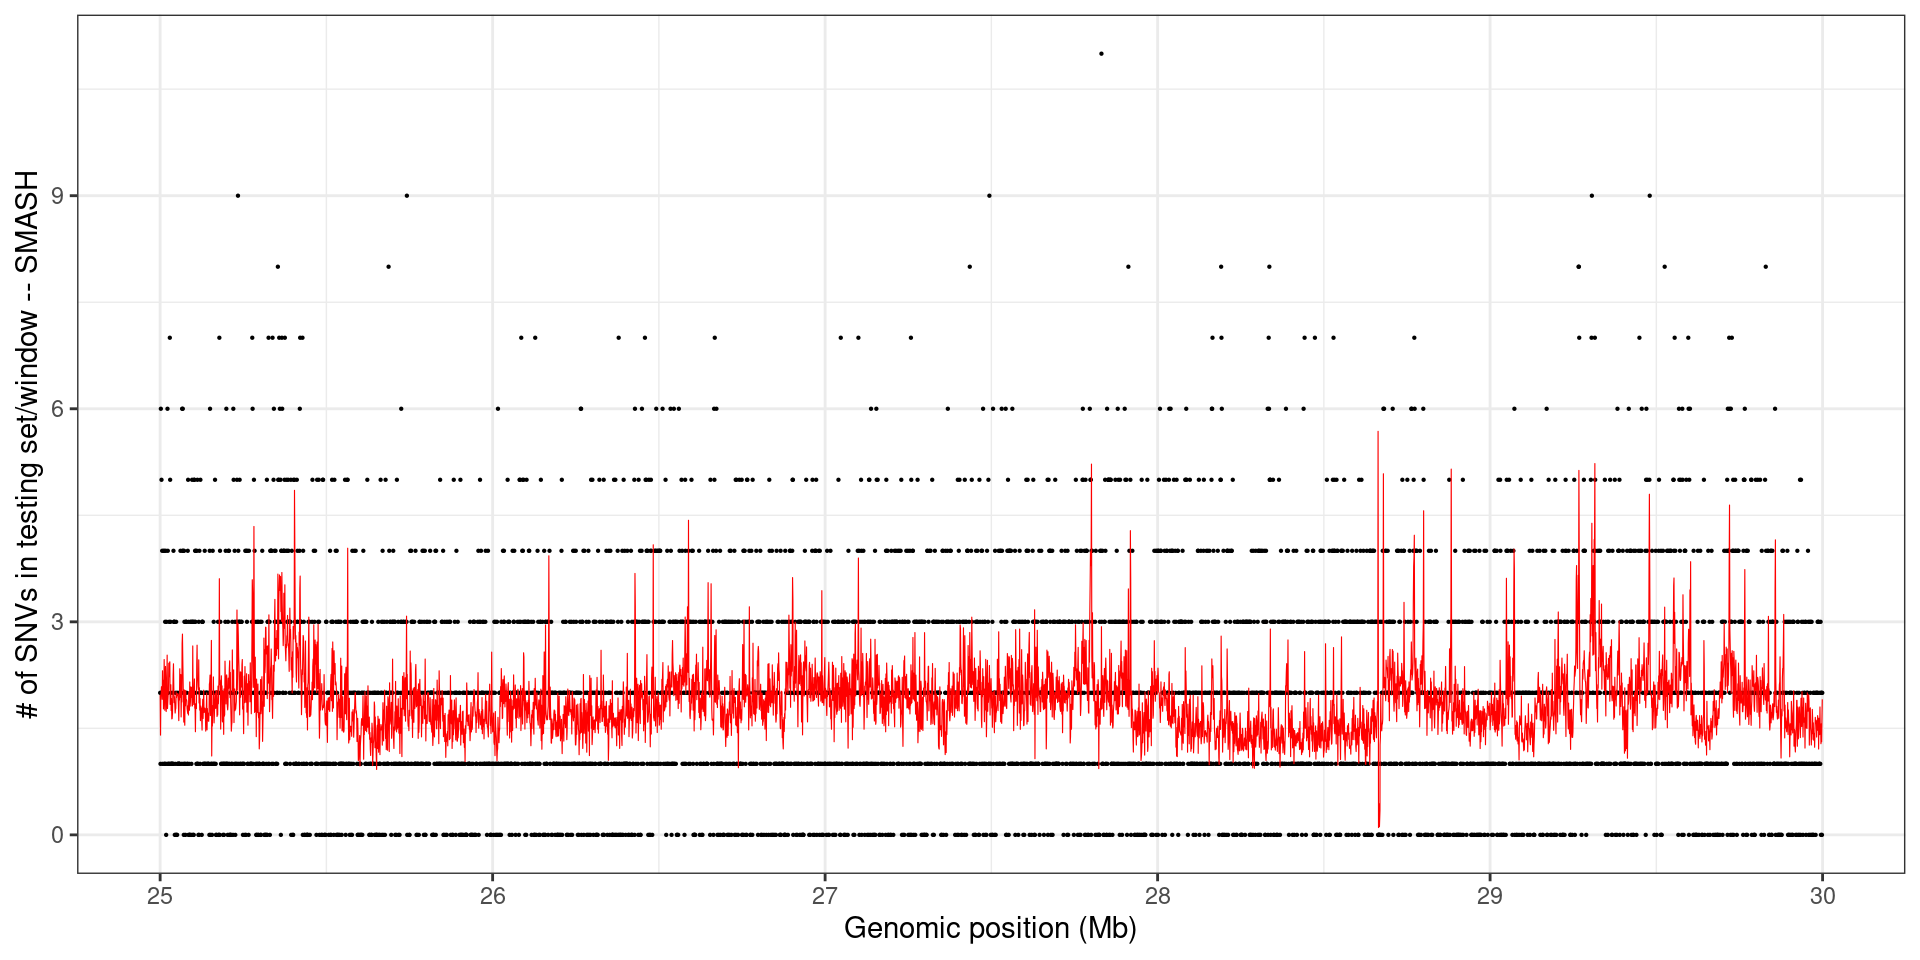 # of SNVs in testing set/window -- SMASH
9
6
3
0
25 26 27 28 29 30
Genomic position (Mb)